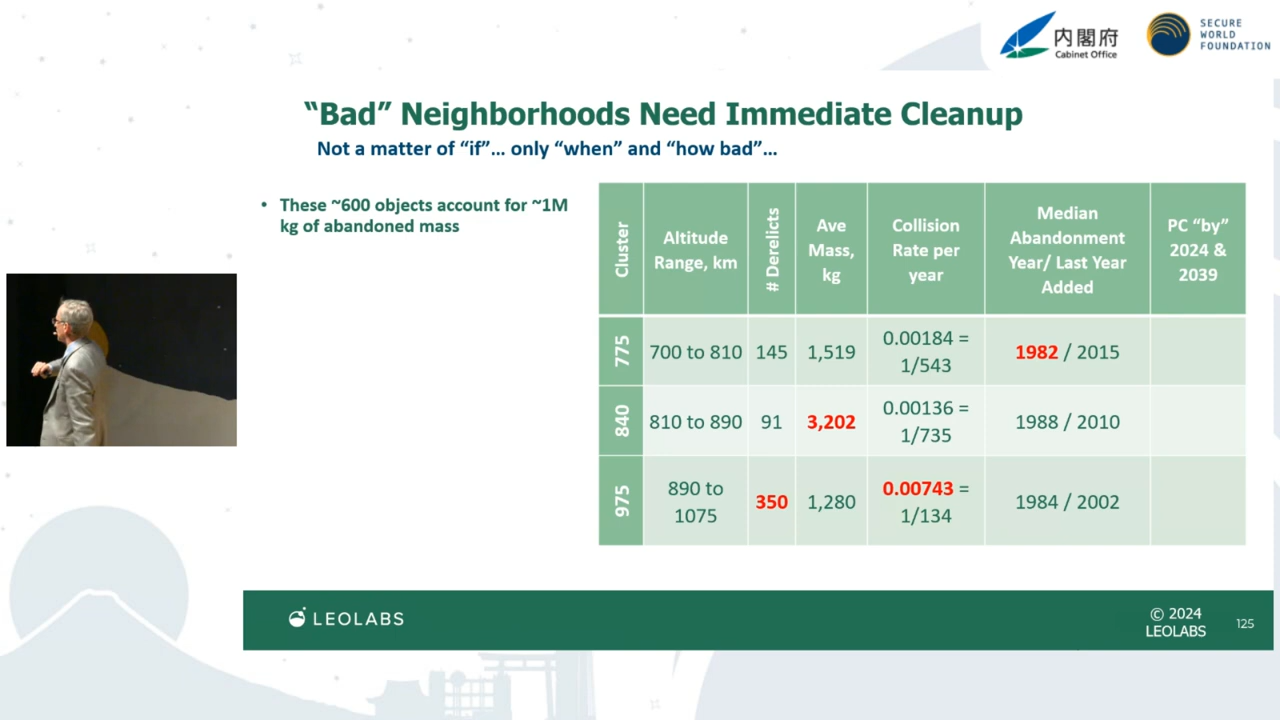 内閣府
Cabinet Office
SECURE
WORLD
FOUNDATION
“Bad” Neighborhoods Need Immediate Cleanup
Not a matter of “if”... only “when” and “how bad”...
• These ~600 objects account for ~1M
kg of abandoned mass
Cluster
Altitude
Range, km
# Derelicts
Ave
Mass,
kg
Collision
Rate per
year
Median
Abandonment
Year/ Last Year
Added
PC “by”
2024 &
2039
775
700 to 810
145
1,519
0.00184 =
1/543
1982 / 2015
840
810 to 890
91
3,202
0.00136 =
1/735
1988 / 2010
975
890 to
1075
350
1,280
0.00743 =
1/134
1984 / 2002
LEOLABS
© 2024
LEOLABS
125